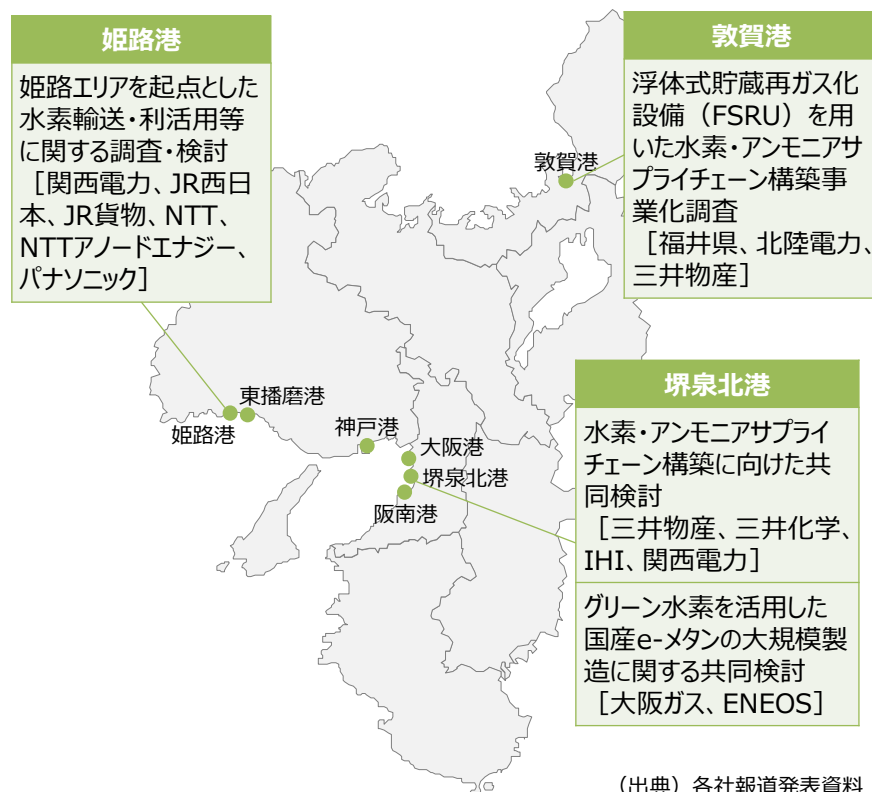 姫路港
姫路エリアを起点とした
水素輸送・利活用等
に関する調査・検討
［関西電力、JR西日
本、JR貨物、NTT、
NTTアノードエナジー、
パナソニック］
敦賀港
浮体式貯蔵再ガス化
設備（FSRU）を用
いた水素・アンモニアサ
プライチェーン構築事
業化調査
［福井県、北陸電力、
三井物産］
敦賀港
東播磨港
姫路港
神戸港
大阪港
堺泉北港
阪南港
堺泉北港
水素・アンモニアサプライ
チェーン構築に向けた共
同検討
［三井物産、三井化学、
IHI、関西電力］
グリーン水素を活用した
国産e-メタンの大規模製
造に関する共同検討
［大阪ガス、ENEOS］
（出典）各社報道発表資料